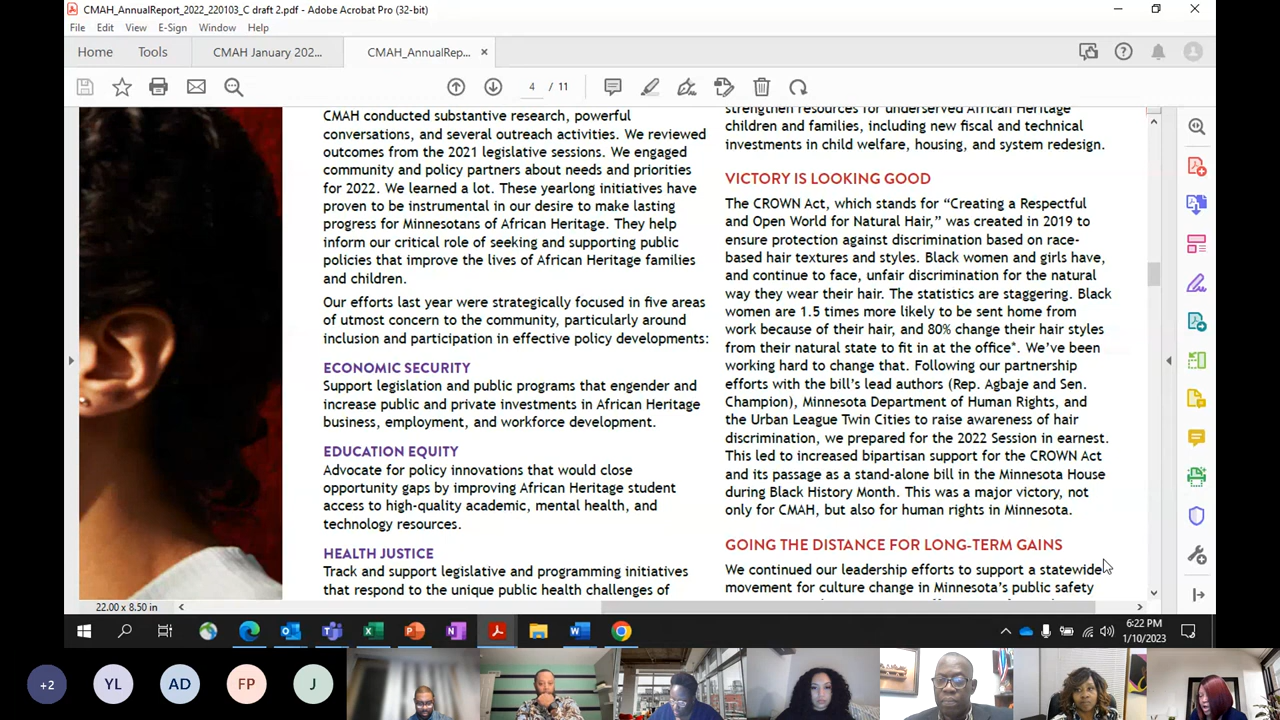 CMAH_AnnualReport_2022_220103_C draft 2.pdf - Adobe Acrobat Pro (32-bit)
File Edit View E-Sign Window Help
Home Tools CMAH January 202... CMAH_AnnualRep...
4 / 11
CMAH conducted substantive research, powerful
conversations, and several outreach activities. We reviewed
outcomes from the 2021 legislative sessions. We engaged
community and policy partners about needs and priorities
for 2022. We learned a lot. These yearlong initiatives have
proven to be instrumental in our desire to make lasting
progress for Minnesotans of African Heritage. They help
inform our critical role of seeking and supporting public
policies that improve the lives of African Heritage families
and children.
Our efforts last year were strategically focused in five areas
of utmost concern to the community, particularly around
inclusion and participation in effective policy developments:
ECONOMIC SECURITY
Support legislation and public programs that engender and
increase public and private investments in African Heritage
business, employment, and workforce development.
EDUCATION EQUITY
Advocate for policy innovations that would close
opportunity gaps by improving African Heritage student
access to high-quality academic, mental health, and
technology resources.
HEALTH JUSTICE
Track and support legislative and programming initiatives
that respond to the unique public health challenges of
strengthen resources for underserved African Heritage
children and families, including new fiscal and technical
investments in child welfare, housing, and system redesign.
VICTORY IS LOOKING GOOD
The CROWN Act, which stands for “Creating a Respectful
and Open World for Natural Hair,” was created in 2019 to
ensure protection against discrimination based on race-
based hair textures and styles. Black women and girls have,
and continue to face, unfair discrimination for the natural
way they wear their hair. The statistics are staggering. Black
women are 1.5 times more likely to be sent home from
work because of their hair, and 80% change their hair styles
from their natural state to fit in at the office*. We’ve been
working hard to change that. Following our partnership
efforts with the bill’s lead authors (Rep. Agbaje and Sen.
Champion), Minnesota Department of Human Rights, and
the Urban League Twin Cities to raise awareness of hair
discrimination, we prepared for the 2022 Session in earnest.
This led to increased bipartisan support for the CROWN Act
and its passage as a stand-alone bill in the Minnesota House
during Black History Month. This was a major victory, not
only for CMAH, but also for human rights in Minnesota.
GOING THE DISTANCE FOR LONG-TERM GAINS
We continued our leadership efforts to support a statewide
movement for culture change in Minnesota’s public safety
22.00 x 8.50 in
6:22 PM
1/10/2023
+2 YL AD FP J